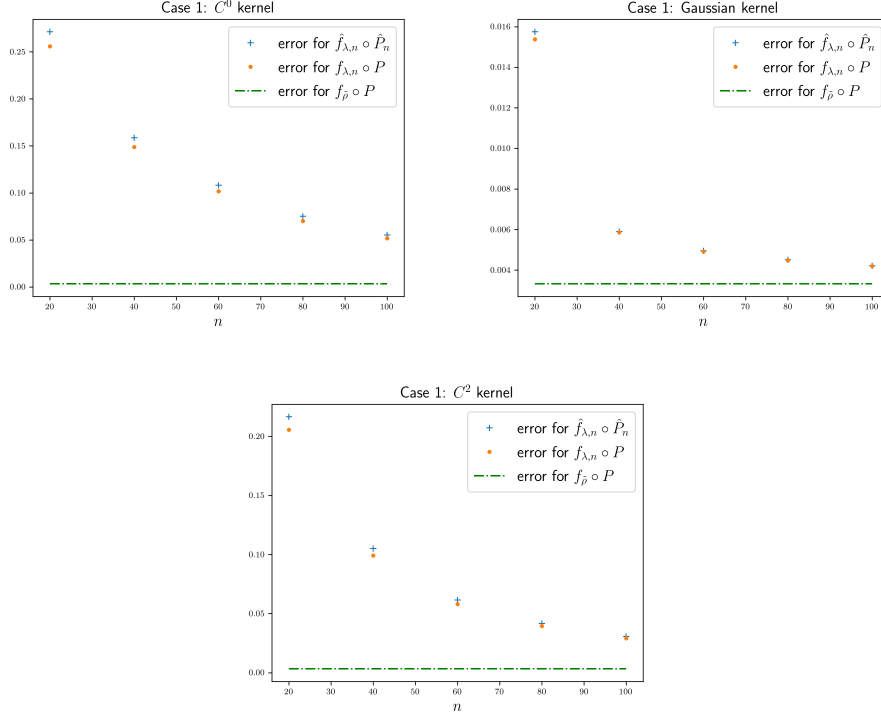 Case 1: $C^0$ kernel
0.25
0.20
0.15
0.10
0.05
0.00
error for $\hat{f}_{\lambda,n} \circ \hat{P}_n$
error for $f_{\lambda,n} \circ P$
error for $f_{\bar{\rho}} \circ P$
20 30 40 50 60 70 80 90 100
$n$
Case 1: Gaussian kernel
0.016
0.014
0.012
0.010
0.008
0.006
0.004
error for $\hat{f}_{\lambda,n} \circ \hat{P}_n$
error for $f_{\lambda,n} \circ P$
error for $f_{\bar{\rho}} \circ P$
20 30 40 50 60 70 80 90 100
$n$
Case 1: $C^2$ kernel
0.20
0.15
0.10
0.05
0.00
error for $\hat{f}_{\lambda,n} \circ \hat{P}_n$
error for $f_{\lambda,n} \circ P$
error for $f_{\bar{\rho}} \circ P$
20 30 40 50 60 70 80 90 100
$n$